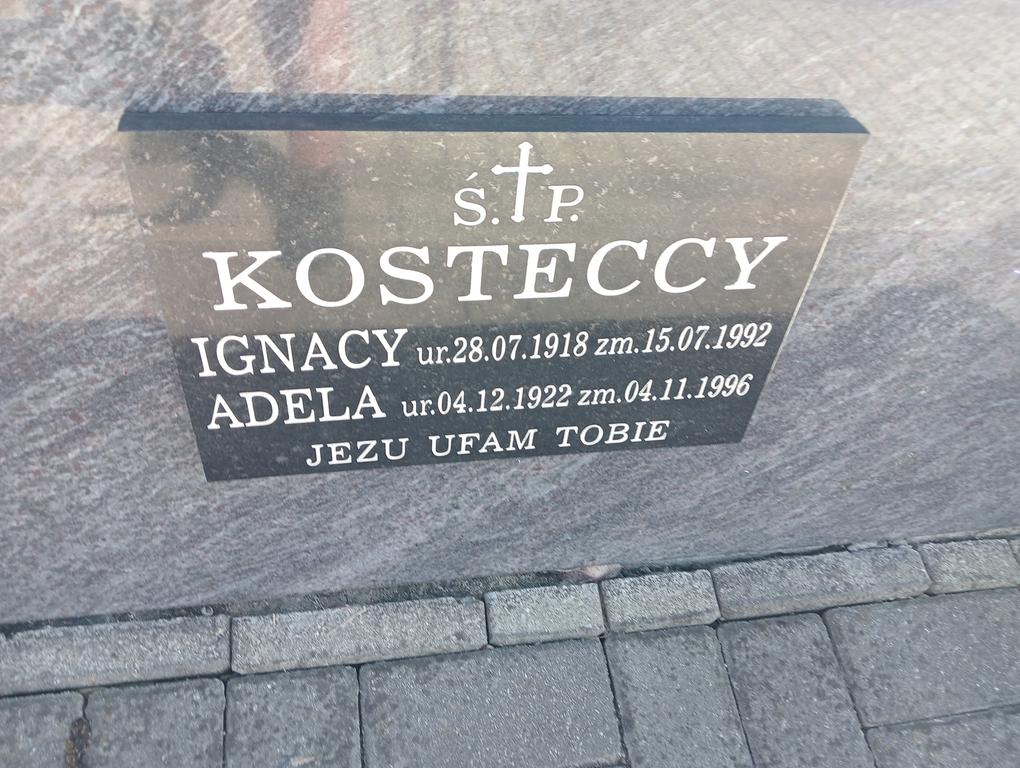 Ś. P.
KOSTECCY
IGNACY ur.28.07.1918 zm.15.07.1992
ADELA ur.04.12.1922 zm.04.11.1996
JEZU UFAM TOBIE